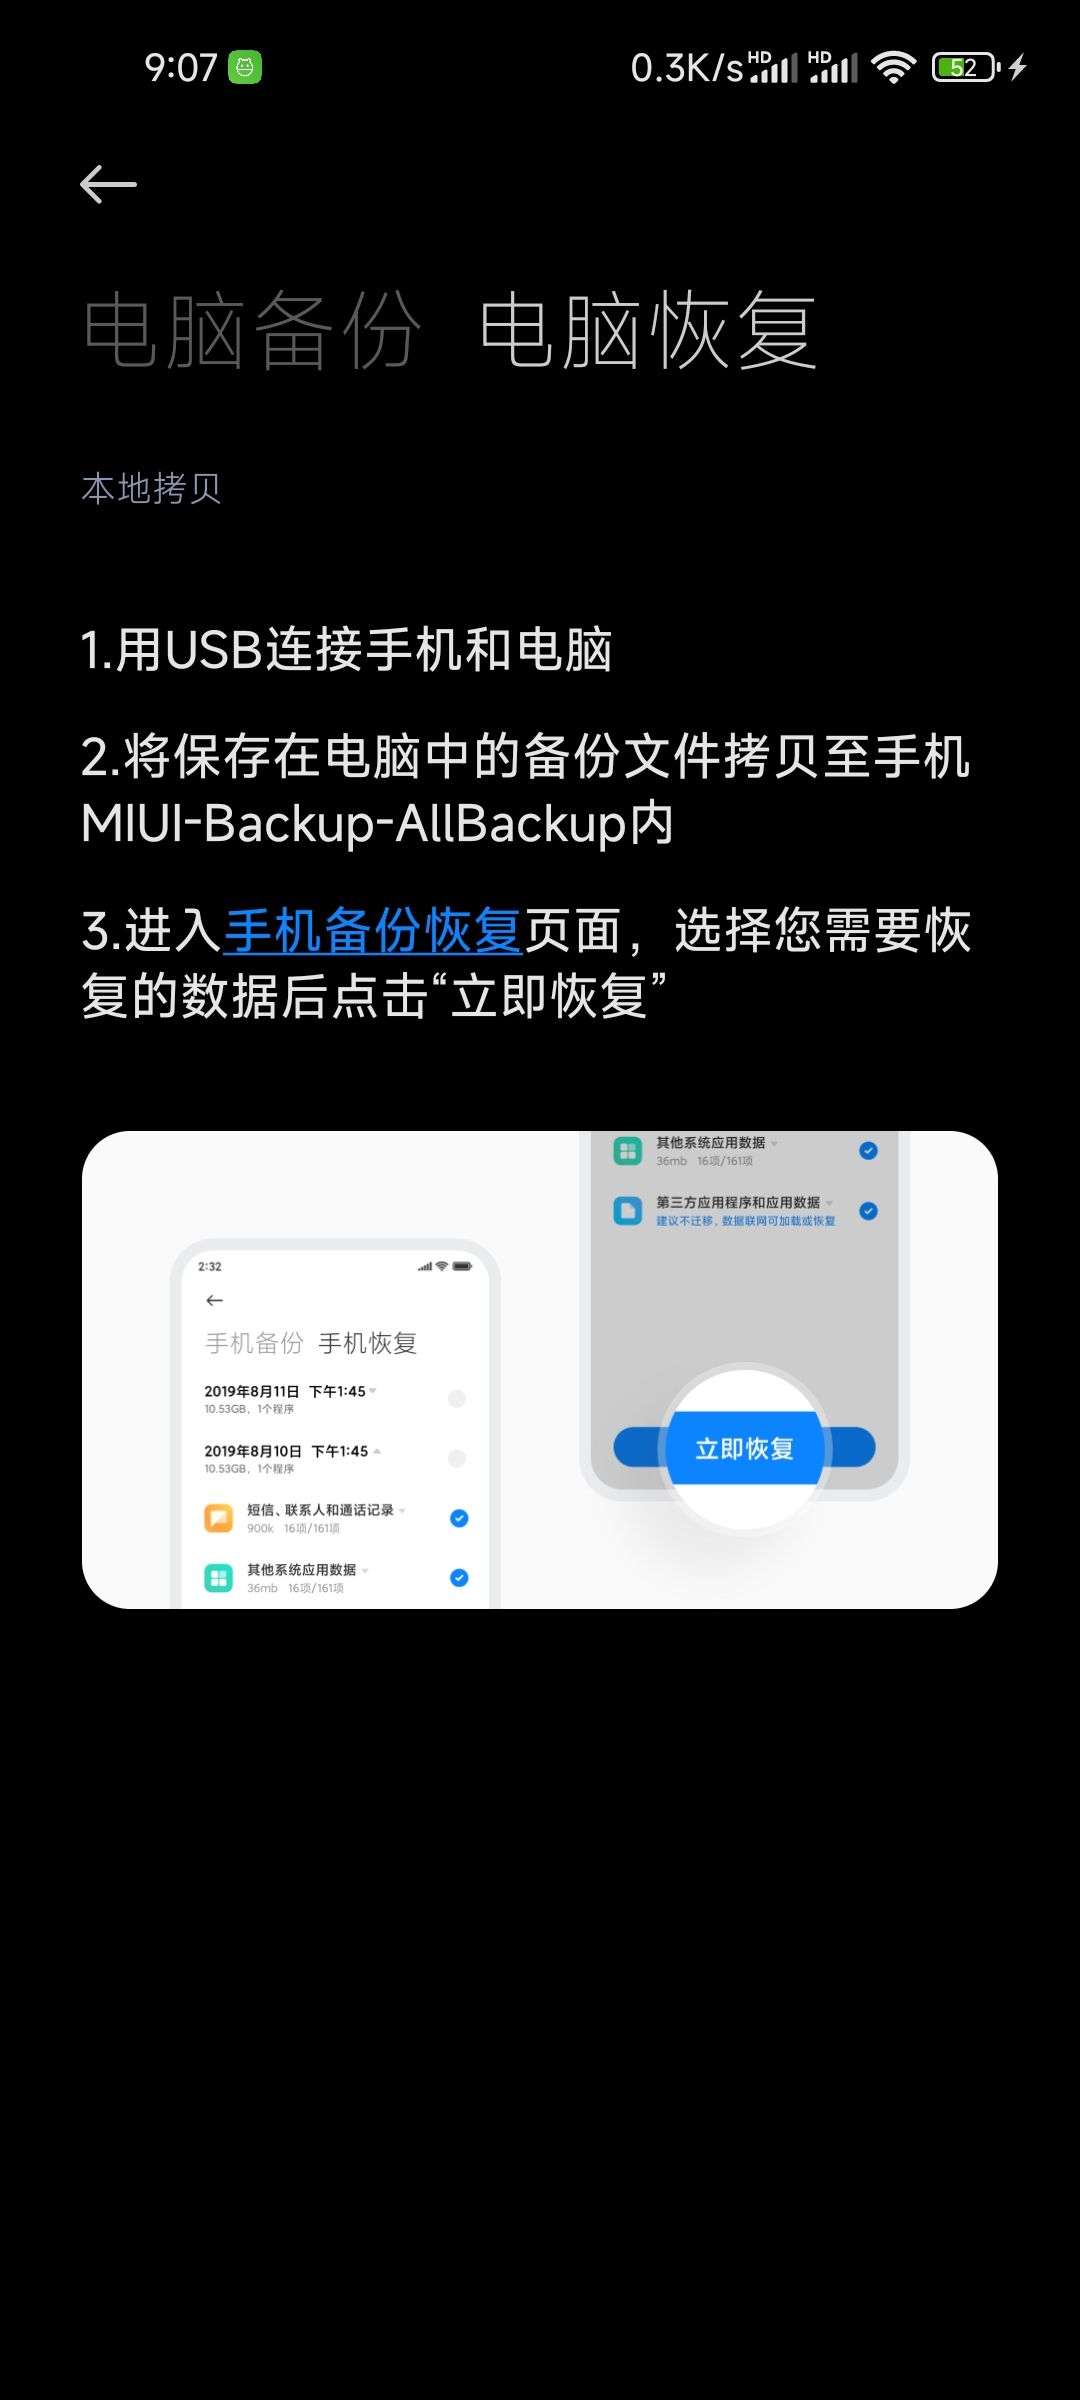 9:07
0.3K/s HD HD 52
电脑备份 电脑恢复
本地拷贝
1.用USB连接手机和电脑
2.将保存在电脑中的备份文件拷贝至手机
MIUI-Backup-AllBackup内
3.进入手机备份恢复页面，选择您需要恢
复的数据后点击“立即恢复”
2:32
手机备份 手机恢复
2019年8月11日 下午1:45
10.53GB，1个程序
2019年8月10日 下午1:45
10.53GB，1个程序
短信、联系人和通话记录
900k 16项/161项
其他系统应用数据
36mb 16项/161项
其他系统应用数据
36mb 16项/161项
第三方应用程序和应用数据
建议不迁移，数据联网可加载或恢复
立即恢复